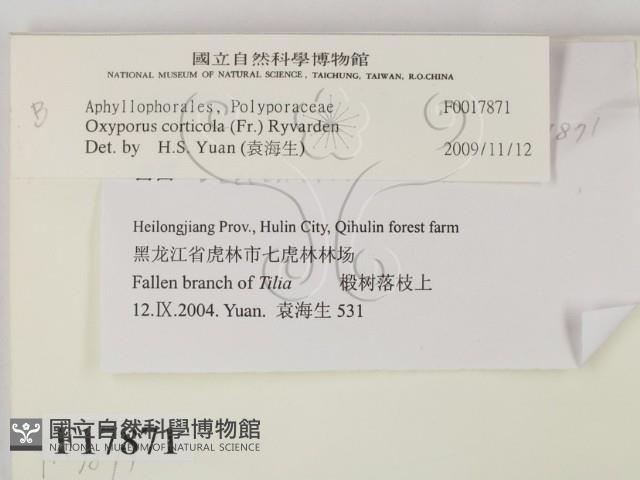 國立自然科學博物館
NATIONAL MUSEUM OF NATURAL SCIENCE, TAICHUNG, TAIWAN, R.O.CHINA
B
Aphyllophorales, Polyporaceae F0017871
Oxyporus corticola (Fr.) Ryvarden
Det. by H.S. Yuan (袁海生) 2009/11/12
7871
Heilongjiang Prov., Hulin City, Qihulin forest farm
黑龙江省虎林市七虎林林场
Fallen branch of Tilia 椴树落枝上
12.Ⅸ.2004. Yuan. 袁海生 531
國立自然科學博物館
NATIONAL MUSEUM OF NATURAL SCIENCE
F17871